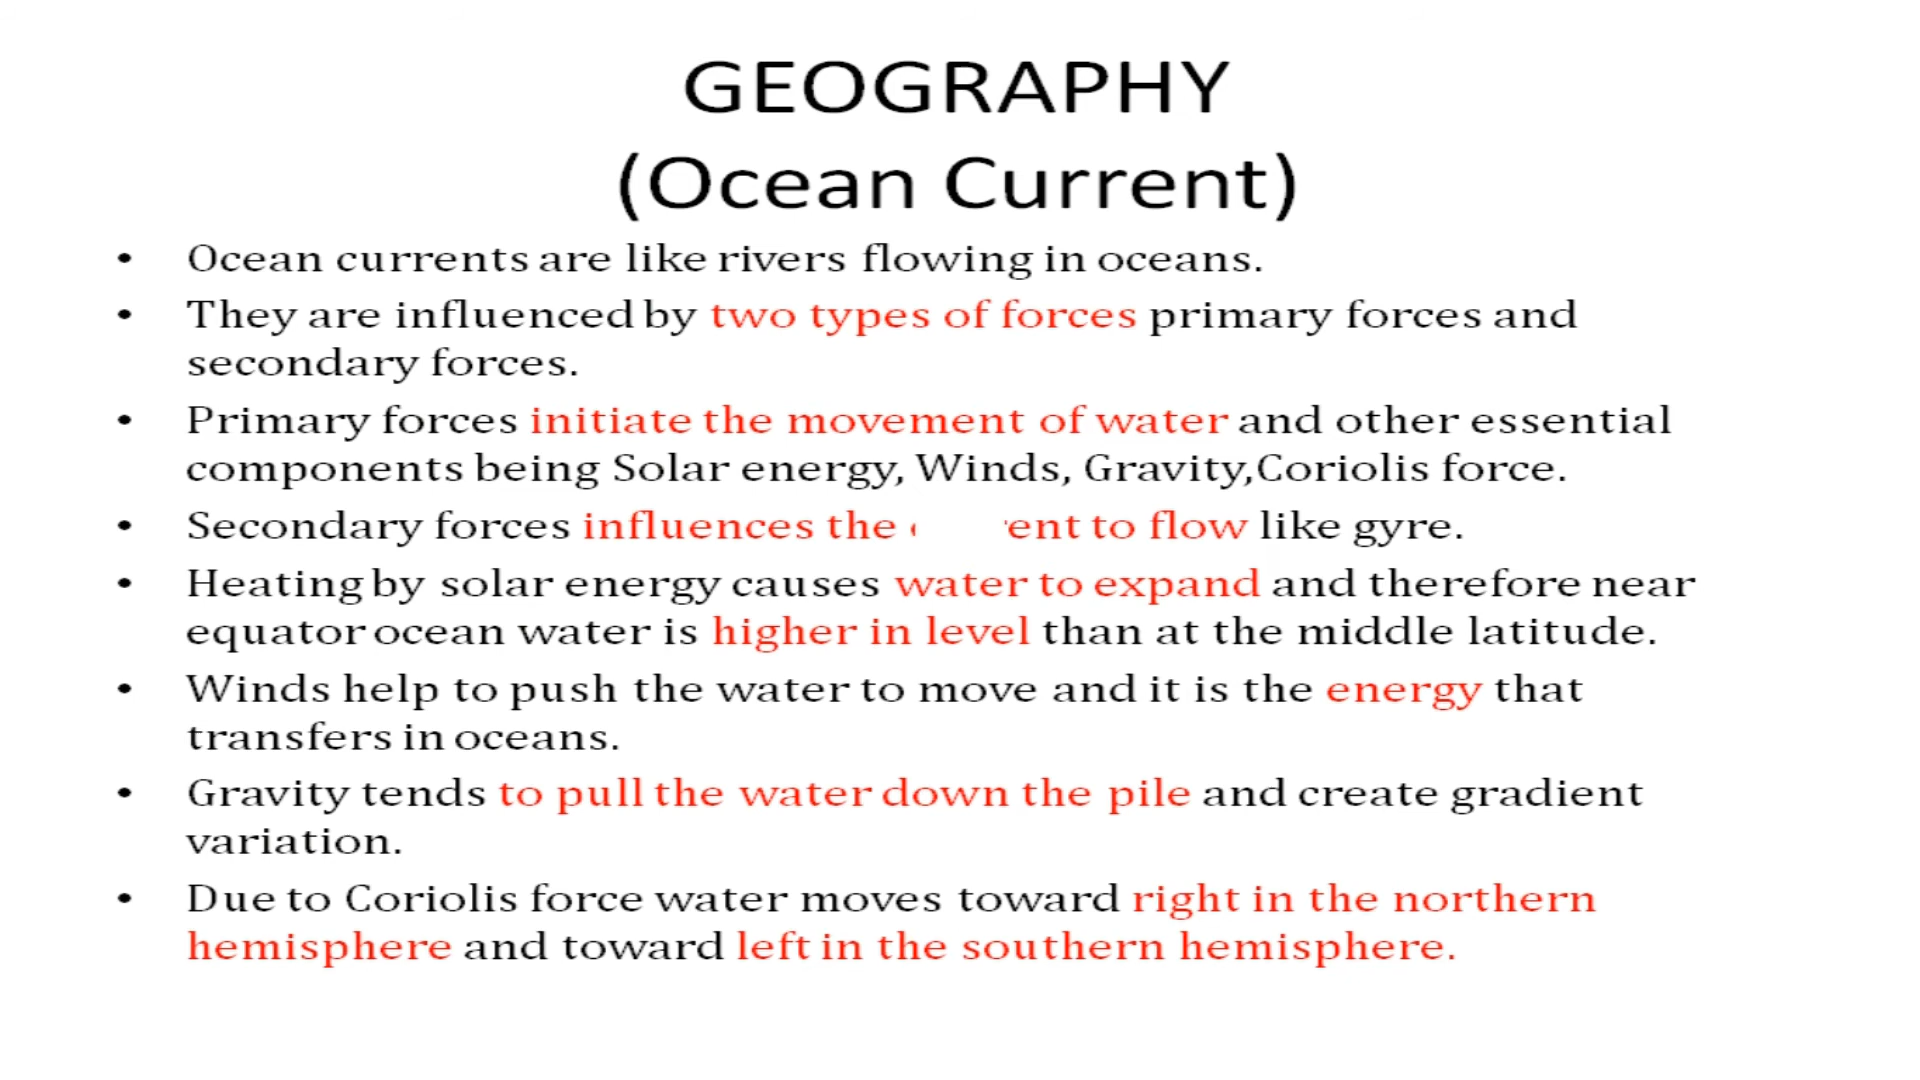 GEOGRAPHY
(Ocean Current)
• Ocean currents are like rivers flowing in oceans.
• They are influenced by two types of forces primary forces and
secondary forces.
• Primary forces initiate the movement of water and other essential
components being Solar energy, Winds, Gravity,Coriolis force.
• Secondary forces influences the ent to flow like gyre.
• Heating by solar energy causes water to expand and therefore near
equator ocean water is higher in level than at the middle latitude.
• Winds help to push the water to move and it is the energy that
transfers in oceans.
• Gravity tends to pull the water down the pile and create gradient
variation.
• Due to Coriolis force water moves toward right in the northern
hemisphere and toward left in the southern hemisphere.